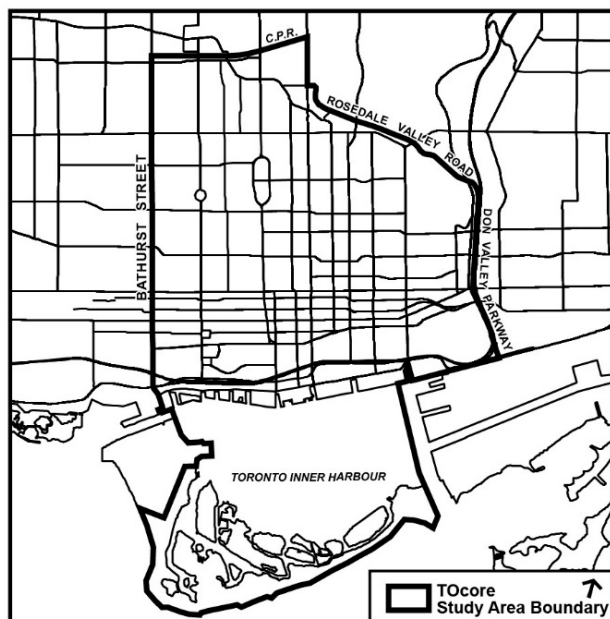 C.P.R.
ROSEDALE VALLEY ROAD
BATHURST STREET
DON VALLEY PARKWAY
TORONTO INNER HARBOUR
TOcore
Study Area Boundary